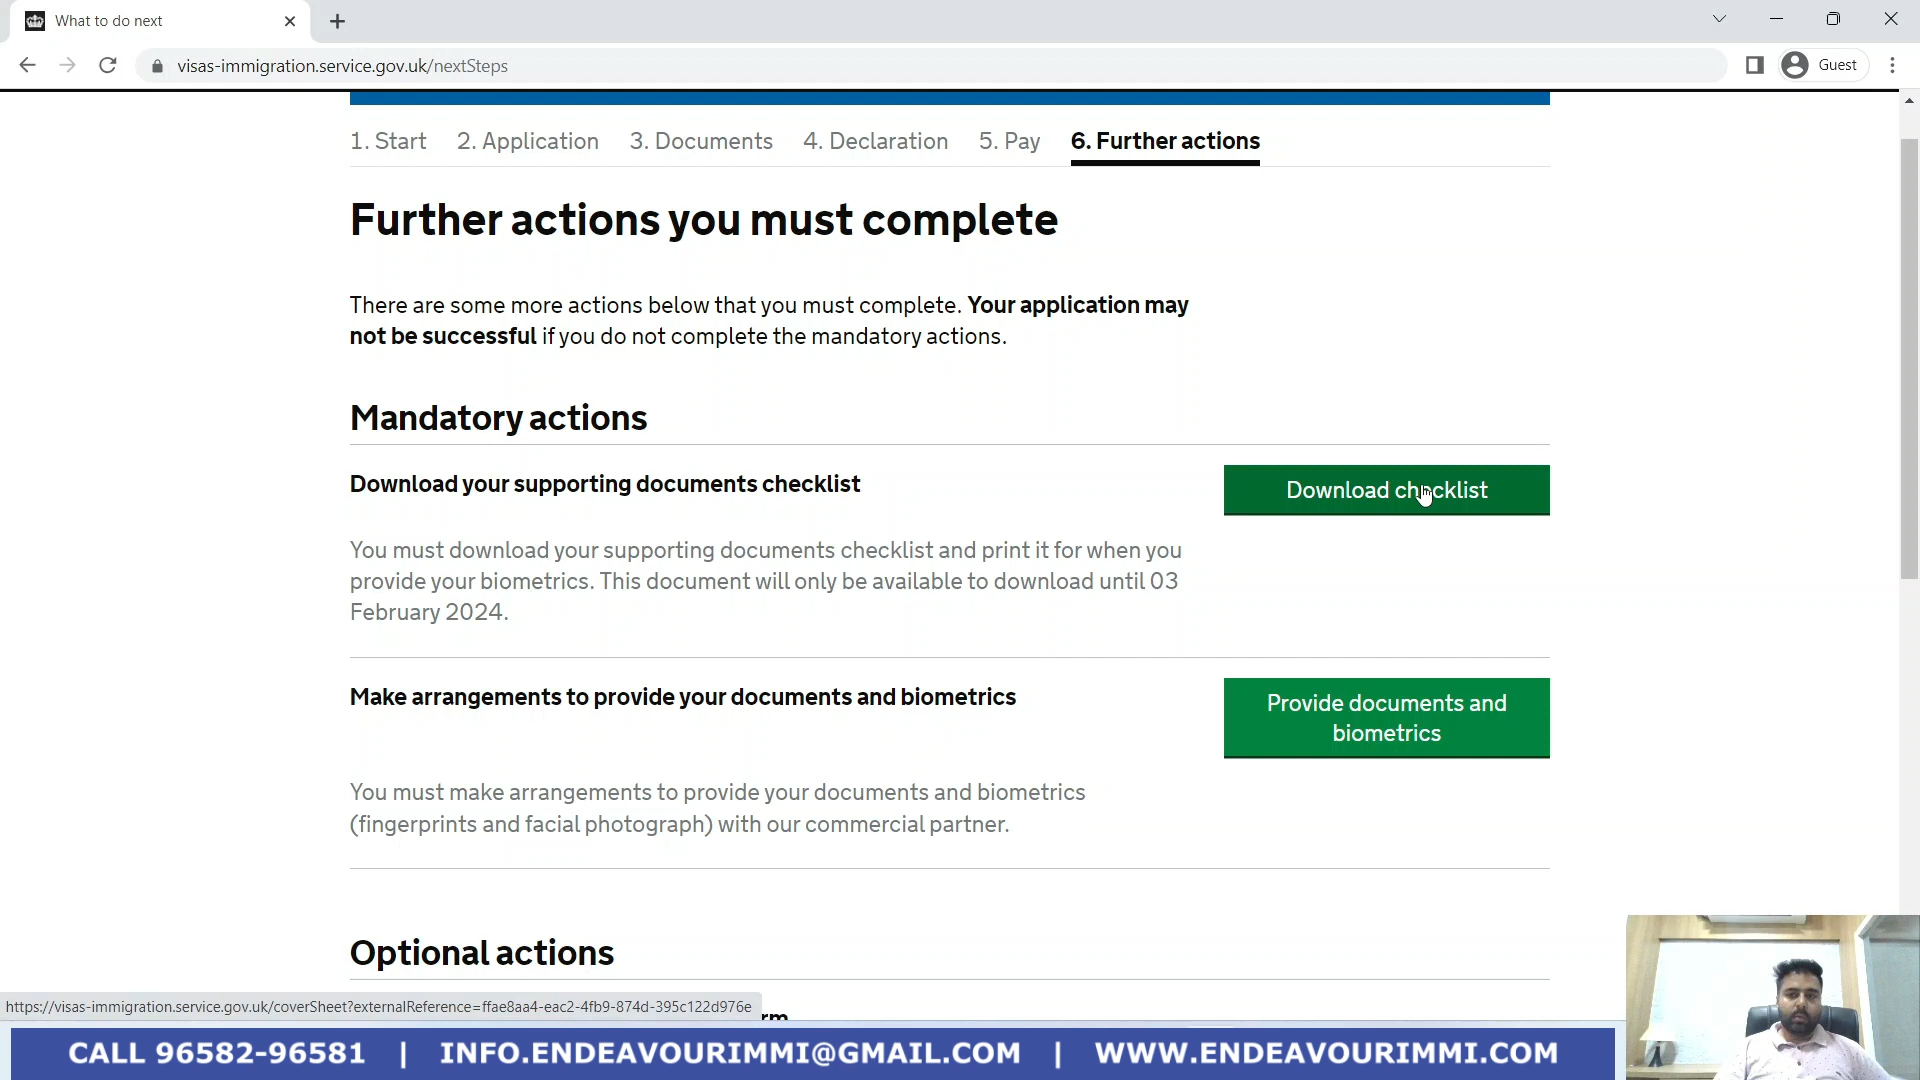 What to do next
visas-immigration.service.gov.uk/nextSteps
Guest
1. Start 2. Application 3. Documents 4. Declaration 5. Pay 6. Further actions
Further actions you must complete
There are some more actions below that you must complete. Your application may
not be successful if you do not complete the mandatory actions.
Mandatory actions
Download your supporting documents checklist
Download checklist
You must download your supporting documents checklist and print it for when you
provide your biometrics. This document will only be available to download until 03
February 2024.
Make arrangements to provide your documents and biometrics
Provide documents and
biometrics
You must make arrangements to provide your documents and biometrics
(fingerprints and facial photograph) with our commercial partner.
Optional actions
https://visas-immigration.service.gov.uk/coverSheet?externalReference=ffae8aa4-eac2-4fb9-874d-395c122d976e
CALL 96582-96581 | INFO.ENDEAVOURIMMI@GMAIL.COM | WWW.ENDEAVOURIMMI.COM